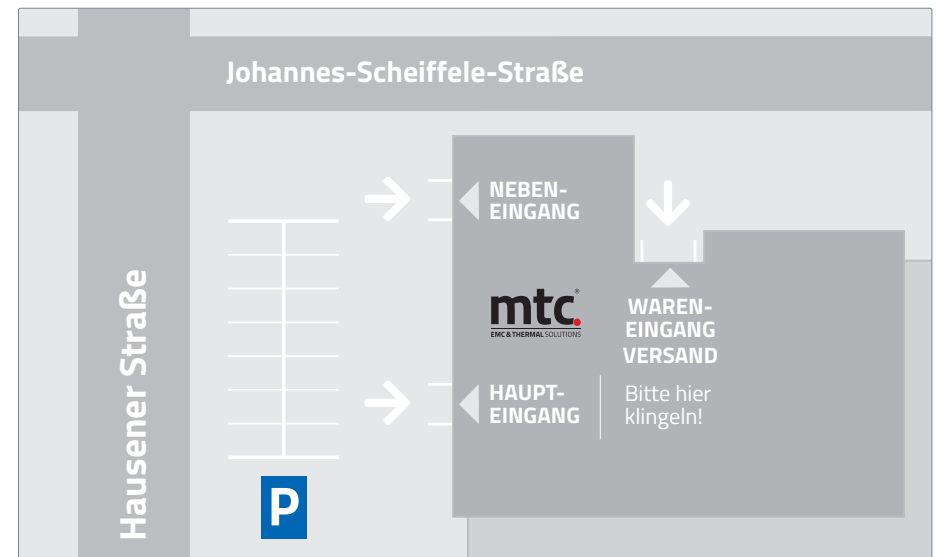 Johannes-Scheiffele-Straße
Hausener Straße
NEBEN-
EINGANG
mtc.®
EMC & THERMAL SOLUTIONS
WAREN-
EINGANG
VERSAND
HAUPT-
EINGANG
Bitte hier
klingeln!
P